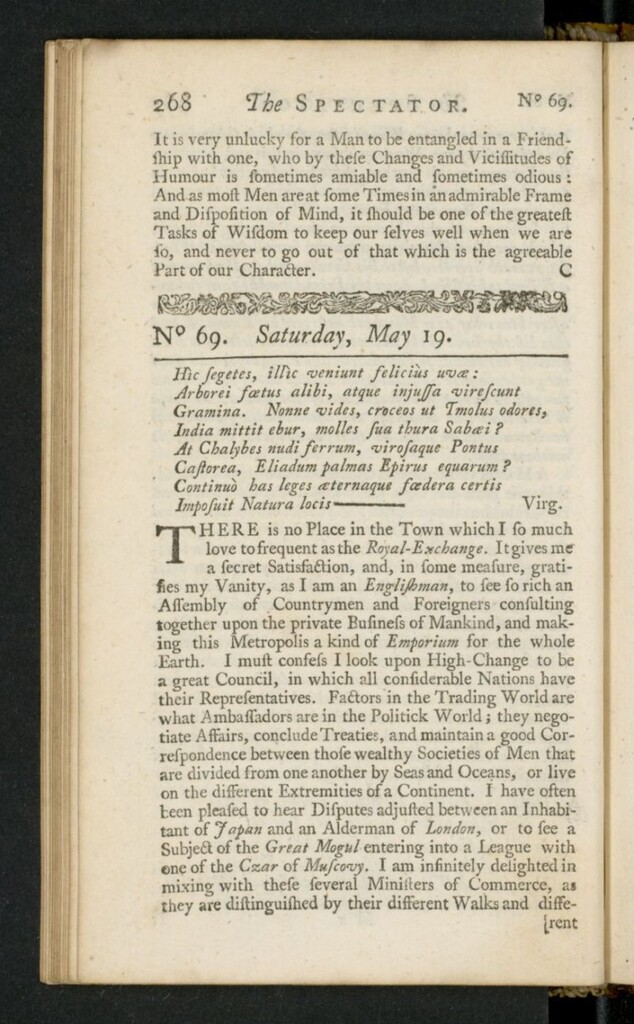 268 The SPECTATOR. Nº 69.
It is very unlucky for a Man to be entangled in a Friend-
ſhip with one, who by theſe Changes and Viciſſitudes of
Humour is ſometimes amiable and ſometimes odious:
And as moſt Men are at ſome Times in an admirable Frame
and Diſpoſition of Mind, it ſhould be one of the greateſt
Tasks of Wiſdom to keep our ſelves well when we are
ſo, and never to go out of that which is the agreeable
Part of our Character. C
Nº 69. Saturday, May 19.
Hic ſegetes, illîc veniunt feliciùs uvæ:
Arborei fœtus alibi, atque injuſſa vireſcunt
Gramina. Nonne vides, croceos ut Tmolus odores,
India mittit ebur, molles ſua thura Sabæi?
At Chalybes nudi ferrum, viroſaque Pontus
Caſtorea, Eliadum palmas Epirus equarum?
Continuò has leges æternaque fœdera certis
Impoſuit Natura locis—— Virg.
THERE is no Place in the Town which I ſo much
love to frequent as the Royal-Exchange. It gives me
a ſecret Satisfaction, and, in ſome meaſure, grati-
fies my Vanity, as I am an Engliſhman, to ſee ſo rich an
Aſſembly of Countrymen and Foreigners conſulting
together upon the private Buſineſs of Mankind, and mak-
ing this Metropolis a kind of Emporium for the whole
Earth. I muſt confeſs I look upon High-Change to be
a great Council, in which all conſiderable Nations have
their Repreſentatives. Factors in the Trading World are
what Ambaſſadors are in the Politick World; they nego-
tiate Affairs, conclude Treaties, and maintain a good Cor-
reſpondence between thoſe wealthy Societies of Men that
are divided from one another by Seas and Oceans, or live
on the different Extremities of a Continent. I have often
been pleaſed to hear Diſputes adjuſted between an Inhabi-
tant of Japan and an Alderman of London, or to ſee a
Subject of the Great Mogul entering into a League with
one of the Czar of Muſcovy. I am infinitely delighted in
mixing with theſe ſeveral Miniſters of Commerce, as
they are diſtinguiſhed by their different Walks and diffe-
[rent